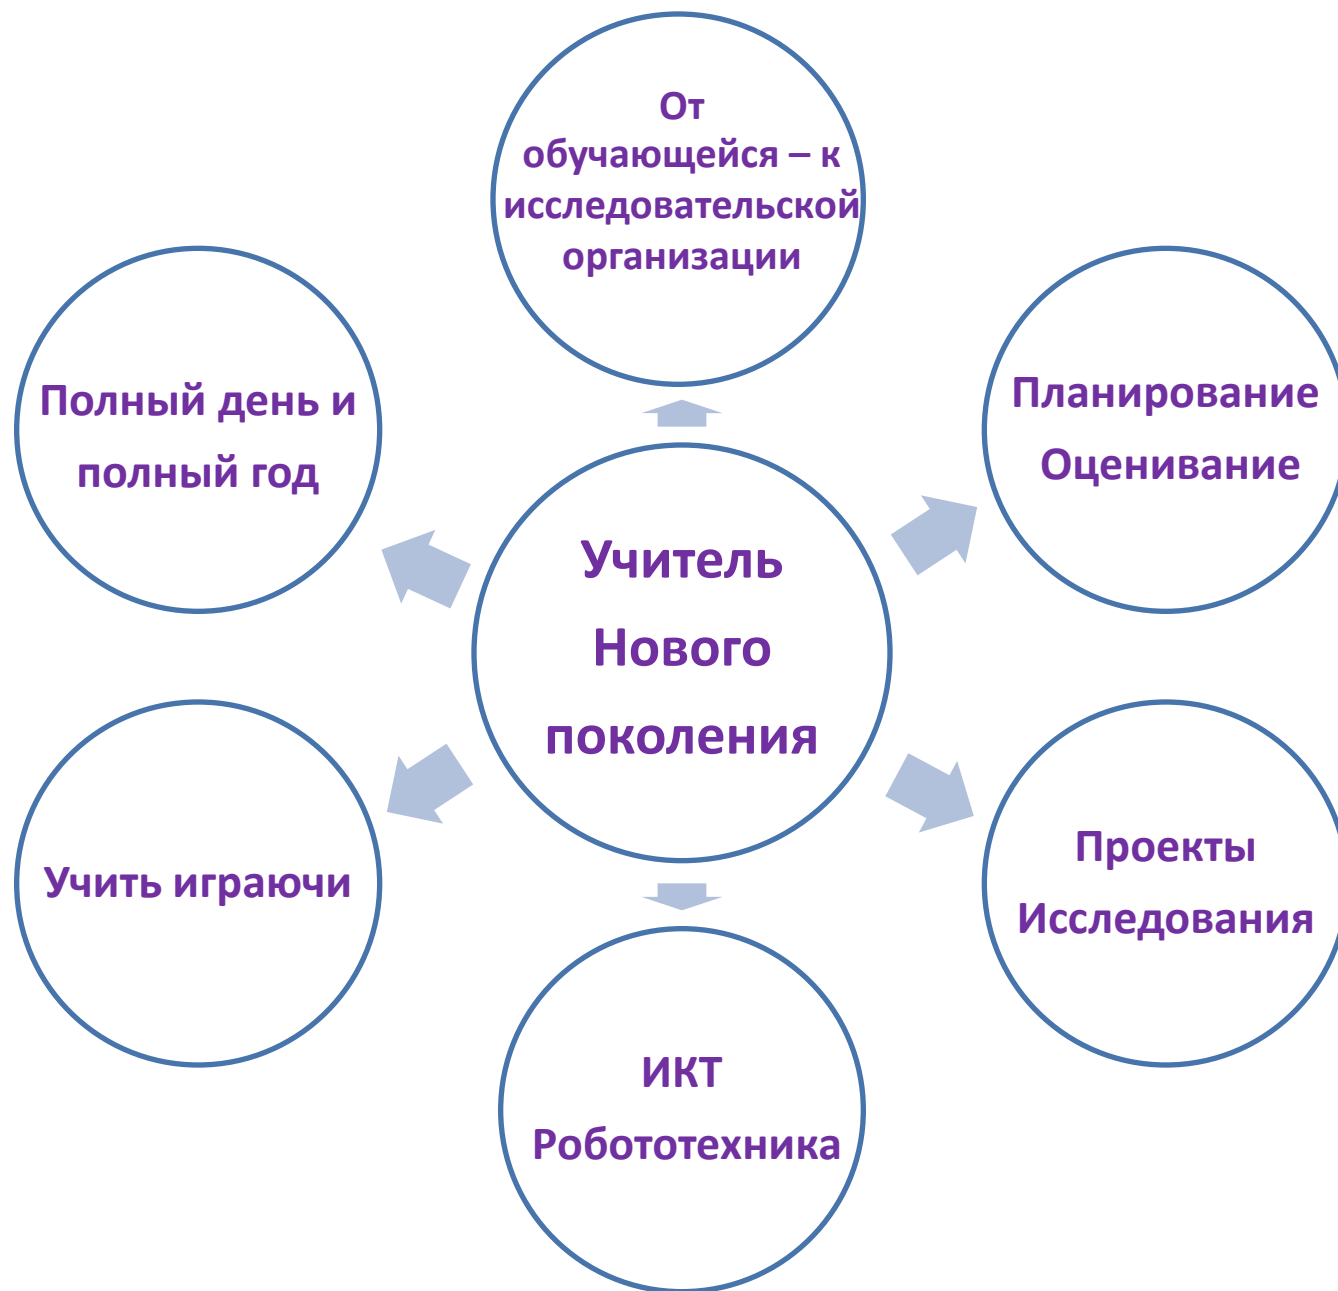 От
обучающейся – к
исследовательской
организации
Полный день и
полный год
Планирование
Оценивание
Учитель
Нового
поколения
Учить играючи
Проекты
Исследования
ИКТ
Робототехника